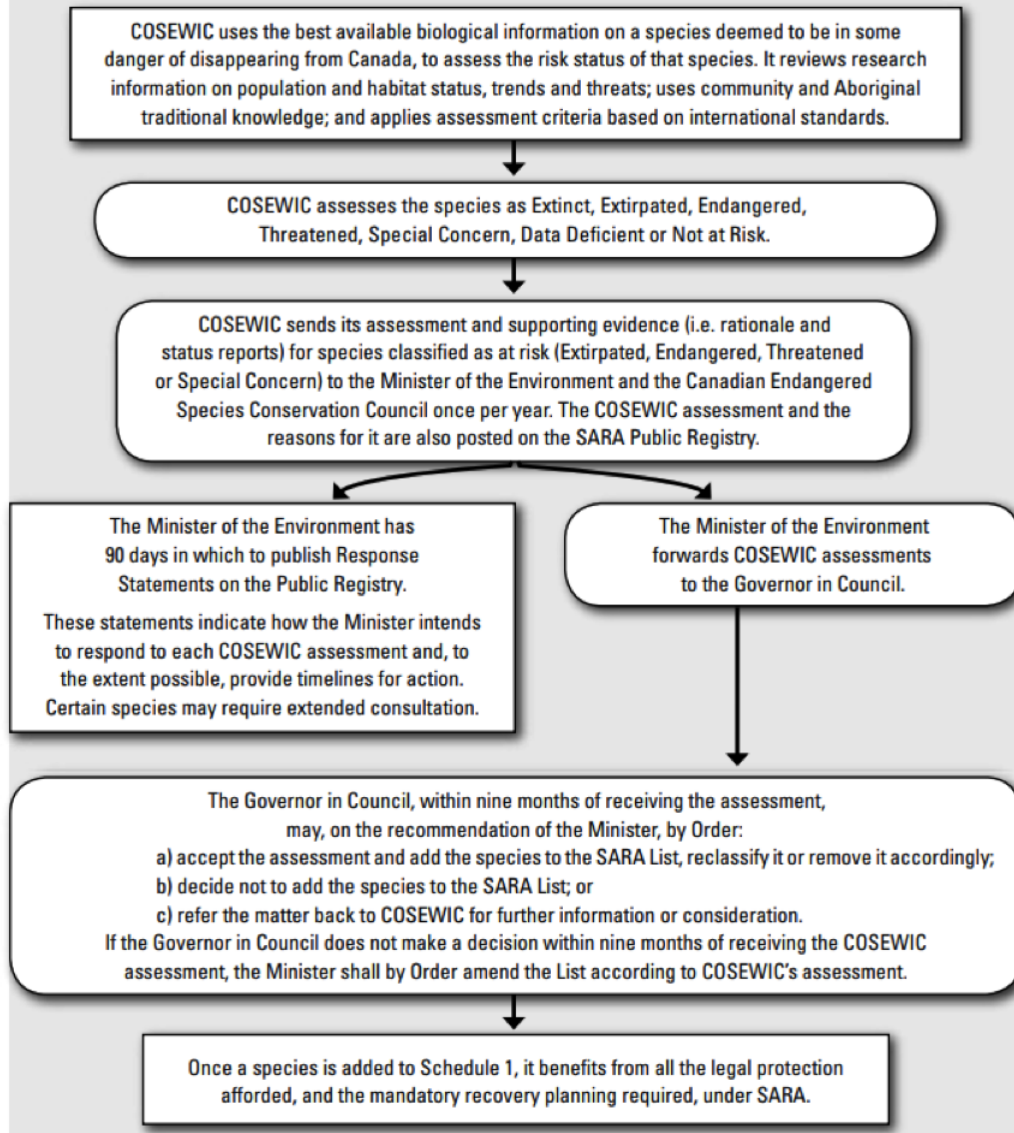 COSEWIC uses the best available biological information on a species deemed to be in some
danger of disappearing from Canada, to assess the risk status of that species. It reviews research
information on population and habitat status, trends and threats; uses community and Aboriginal
traditional knowledge; and applies assessment criteria based on international standards.
COSEWIC assesses the species as Extinct, Extirpated, Endangered,
Threatened, Special Concern, Data Deficient or Not at Risk.
COSEWIC sends its assessment and supporting evidence (i.e. rationale and
status reports) for species classified as at risk (Extirpated, Endangered, Threatened
or Special Concern) to the Minister of the Environment and the Canadian Endangered
Species Conservation Council once per year. The COSEWIC assessment and the
reasons for it are also posted on the SARA Public Registry.
The Minister of the Environment has
90 days in which to publish Response
Statements on the Public Registry.
These statements indicate how the Minister intends
to respond to each COSEWIC assessment and, to
the extent possible, provide timelines for action.
Certain species may require extended consultation.
The Minister of the Environment
forwards COSEWIC assessments
to the Governor in Council.
The Governor in Council, within nine months of receiving the assessment,
may, on the recommendation of the Minister, by Order:
a) accept the assessment and add the species to the SARA List, reclassify it or remove it accordingly;
b) decide not to add the species to the SARA List; or
c) refer the matter back to COSEWIC for further information or consideration.
If the Governor in Council does not make a decision within nine months of receiving the COSEWIC
assessment, the Minister shall by Order amend the List according to COSEWIC's assessment.
Once a species is added to Schedule 1, it benefits from all the legal protection
afforded, and the mandatory recovery planning required, under SARA.